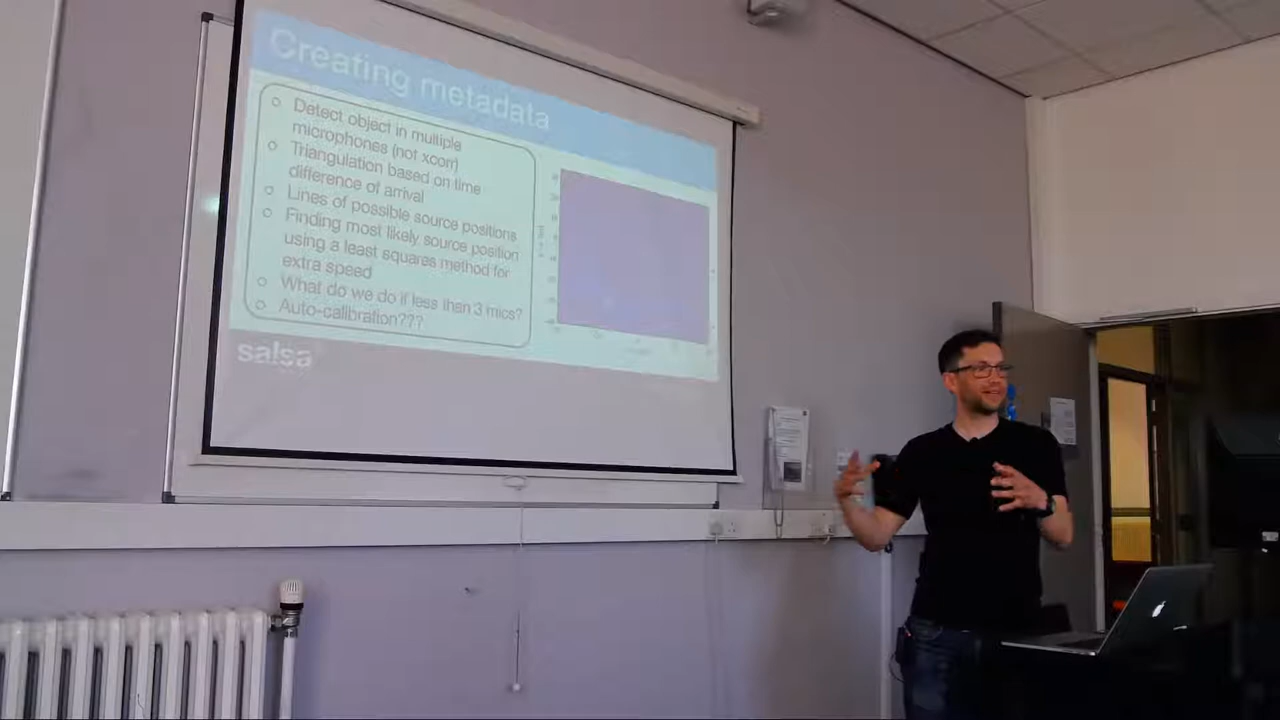 Creating metadata
Detect object in multiple
microphones (not xcorr)
Triangulation based on time
difference of arrival
Lines of possible source positions
Finding most likely source position
using a least squares method for
extra speed
What do we do if less than 3 mics?
Auto-calibration???
salsa